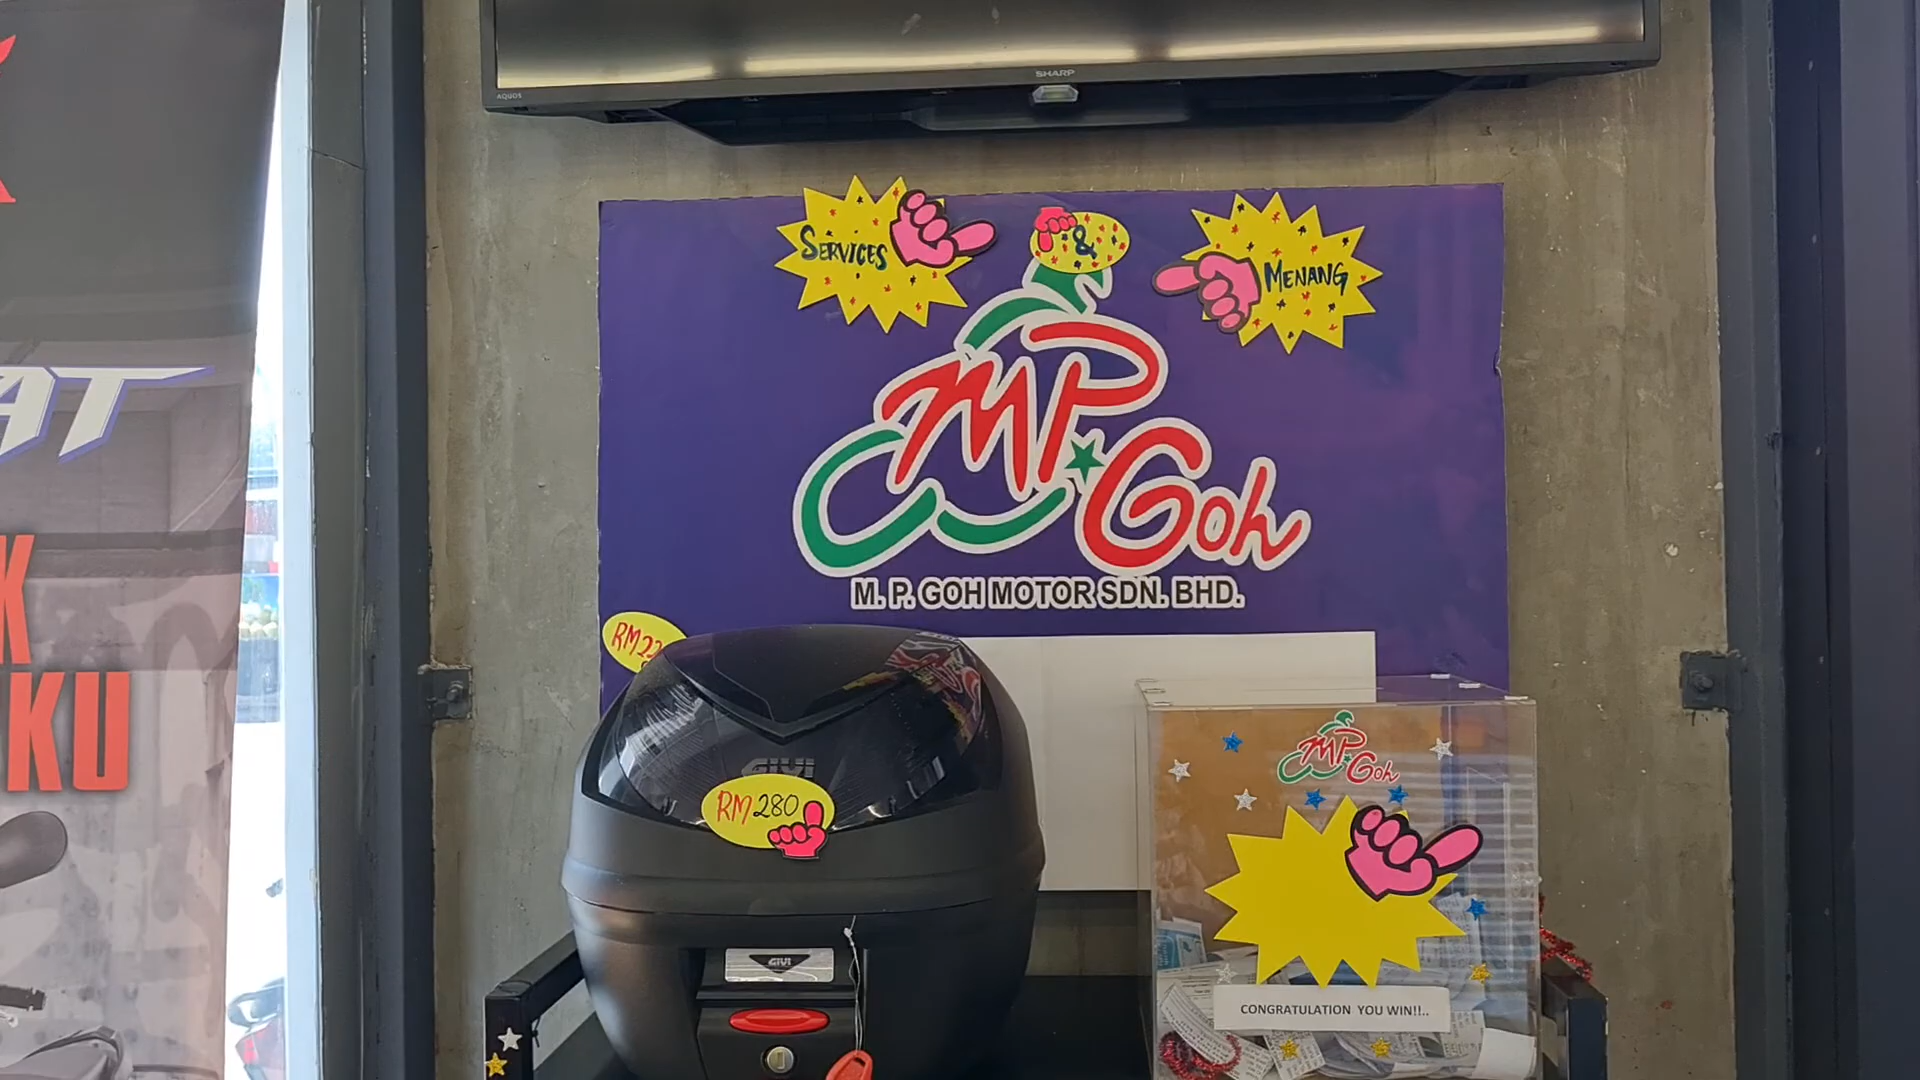 SHARP
AQUOS
SERVICES
&
MENANG
MP Goh
M. P. GOH MOTOR SDN. BHD.
AT
K
KU
RM22
GIVI
RM280
GIVI
MP Goh
CONGRATULATION YOU WIN!!..